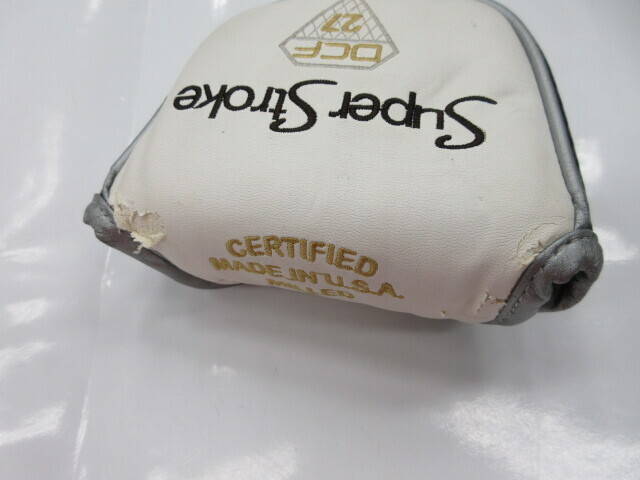 DCF
27
Super Stroke
CERTIFIED
MADE IN U.S.A.
MILLED